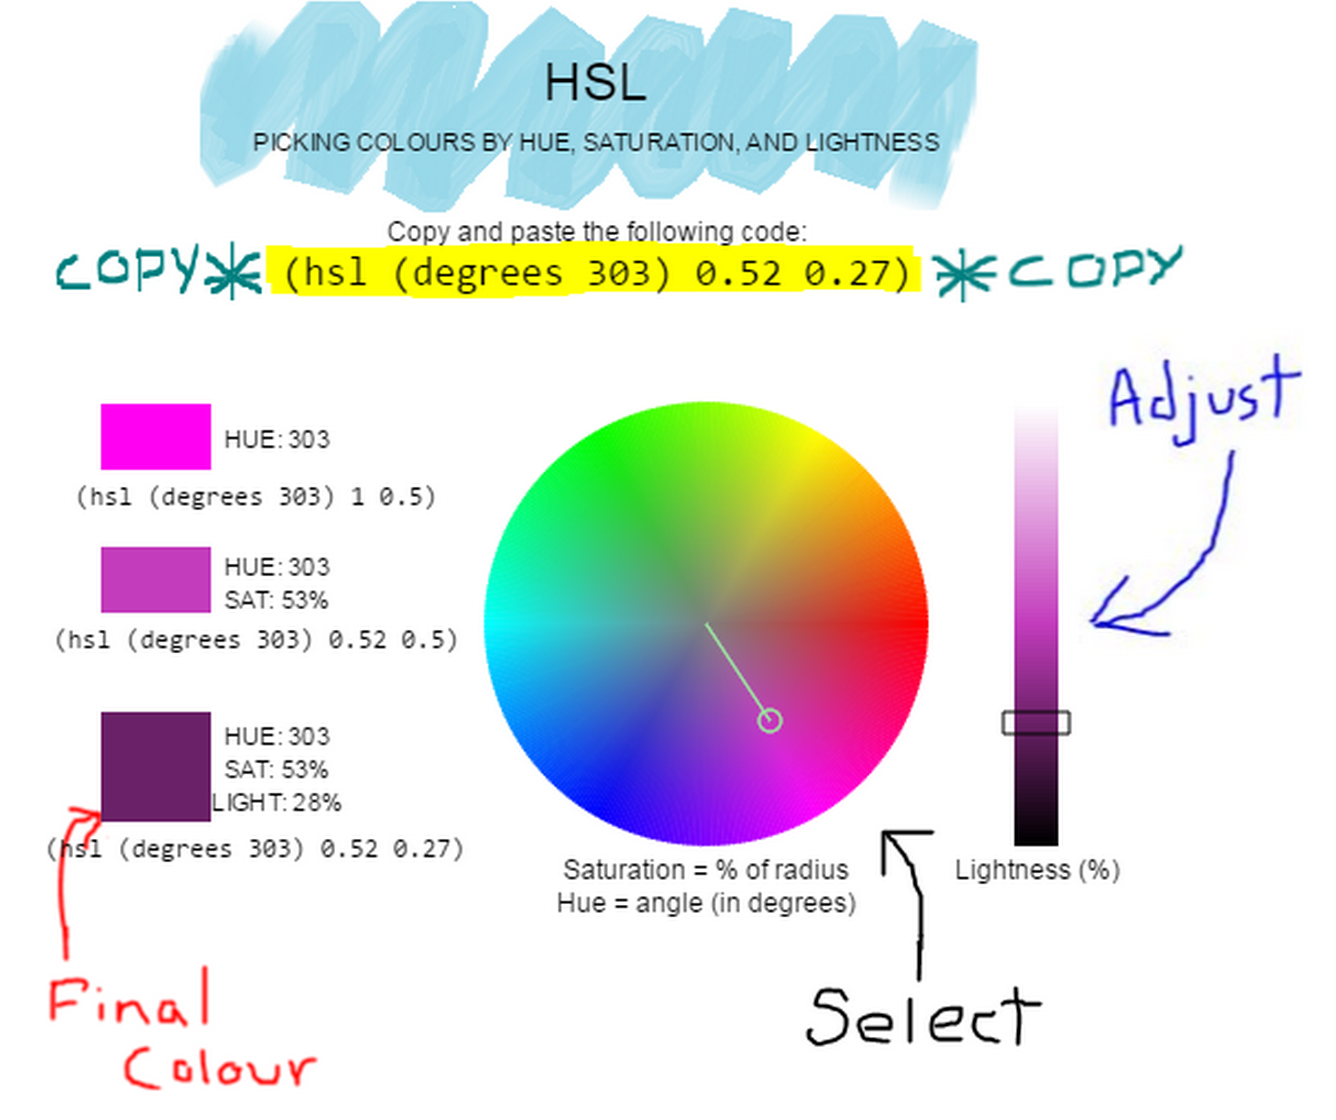 HSL
PICKING COLOURS BY HUE, SATURATION, AND LIGHTNESS
Copy and paste the following code:
COPY* (hsl (degrees 303) 0.52 0.27) *COPY
Adjust
HUE: 303
(hsl (degrees 303) 1 0.5)
HUE: 303
SAT: 53%
(hsl (degrees 303) 0.52 0.5)
HUE: 303
SAT: 53%
LIGHT: 28%
(hsl (degrees 303) 0.52 0.27)
Saturation = % of radius
Hue = angle (in degrees)
Lightness (%)
Final
Colour
Select